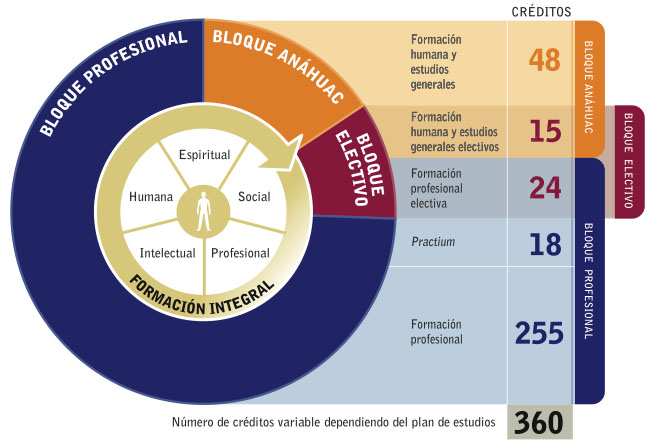 CRÉDITOS
BLOQUE PROFESIONAL
BLOQUE ANÁHUAC
BLOQUE
ELECTIVO
Espiritual
Humana
Social
Intelectual
Profesional
FORMACIÓN INTEGRAL
Formación
humana y
estudios
generales
48
Formación
humana y estudios
generales electivos
15
Formación
profesional
electiva
24
Practium
18
Formación
profesional
255
BLOQUE ANÁHUAC
BLOQUE ELECTIVO
BLOQUE PROFESIONAL
Número de créditos variable dependiendo del plan de estudios
360